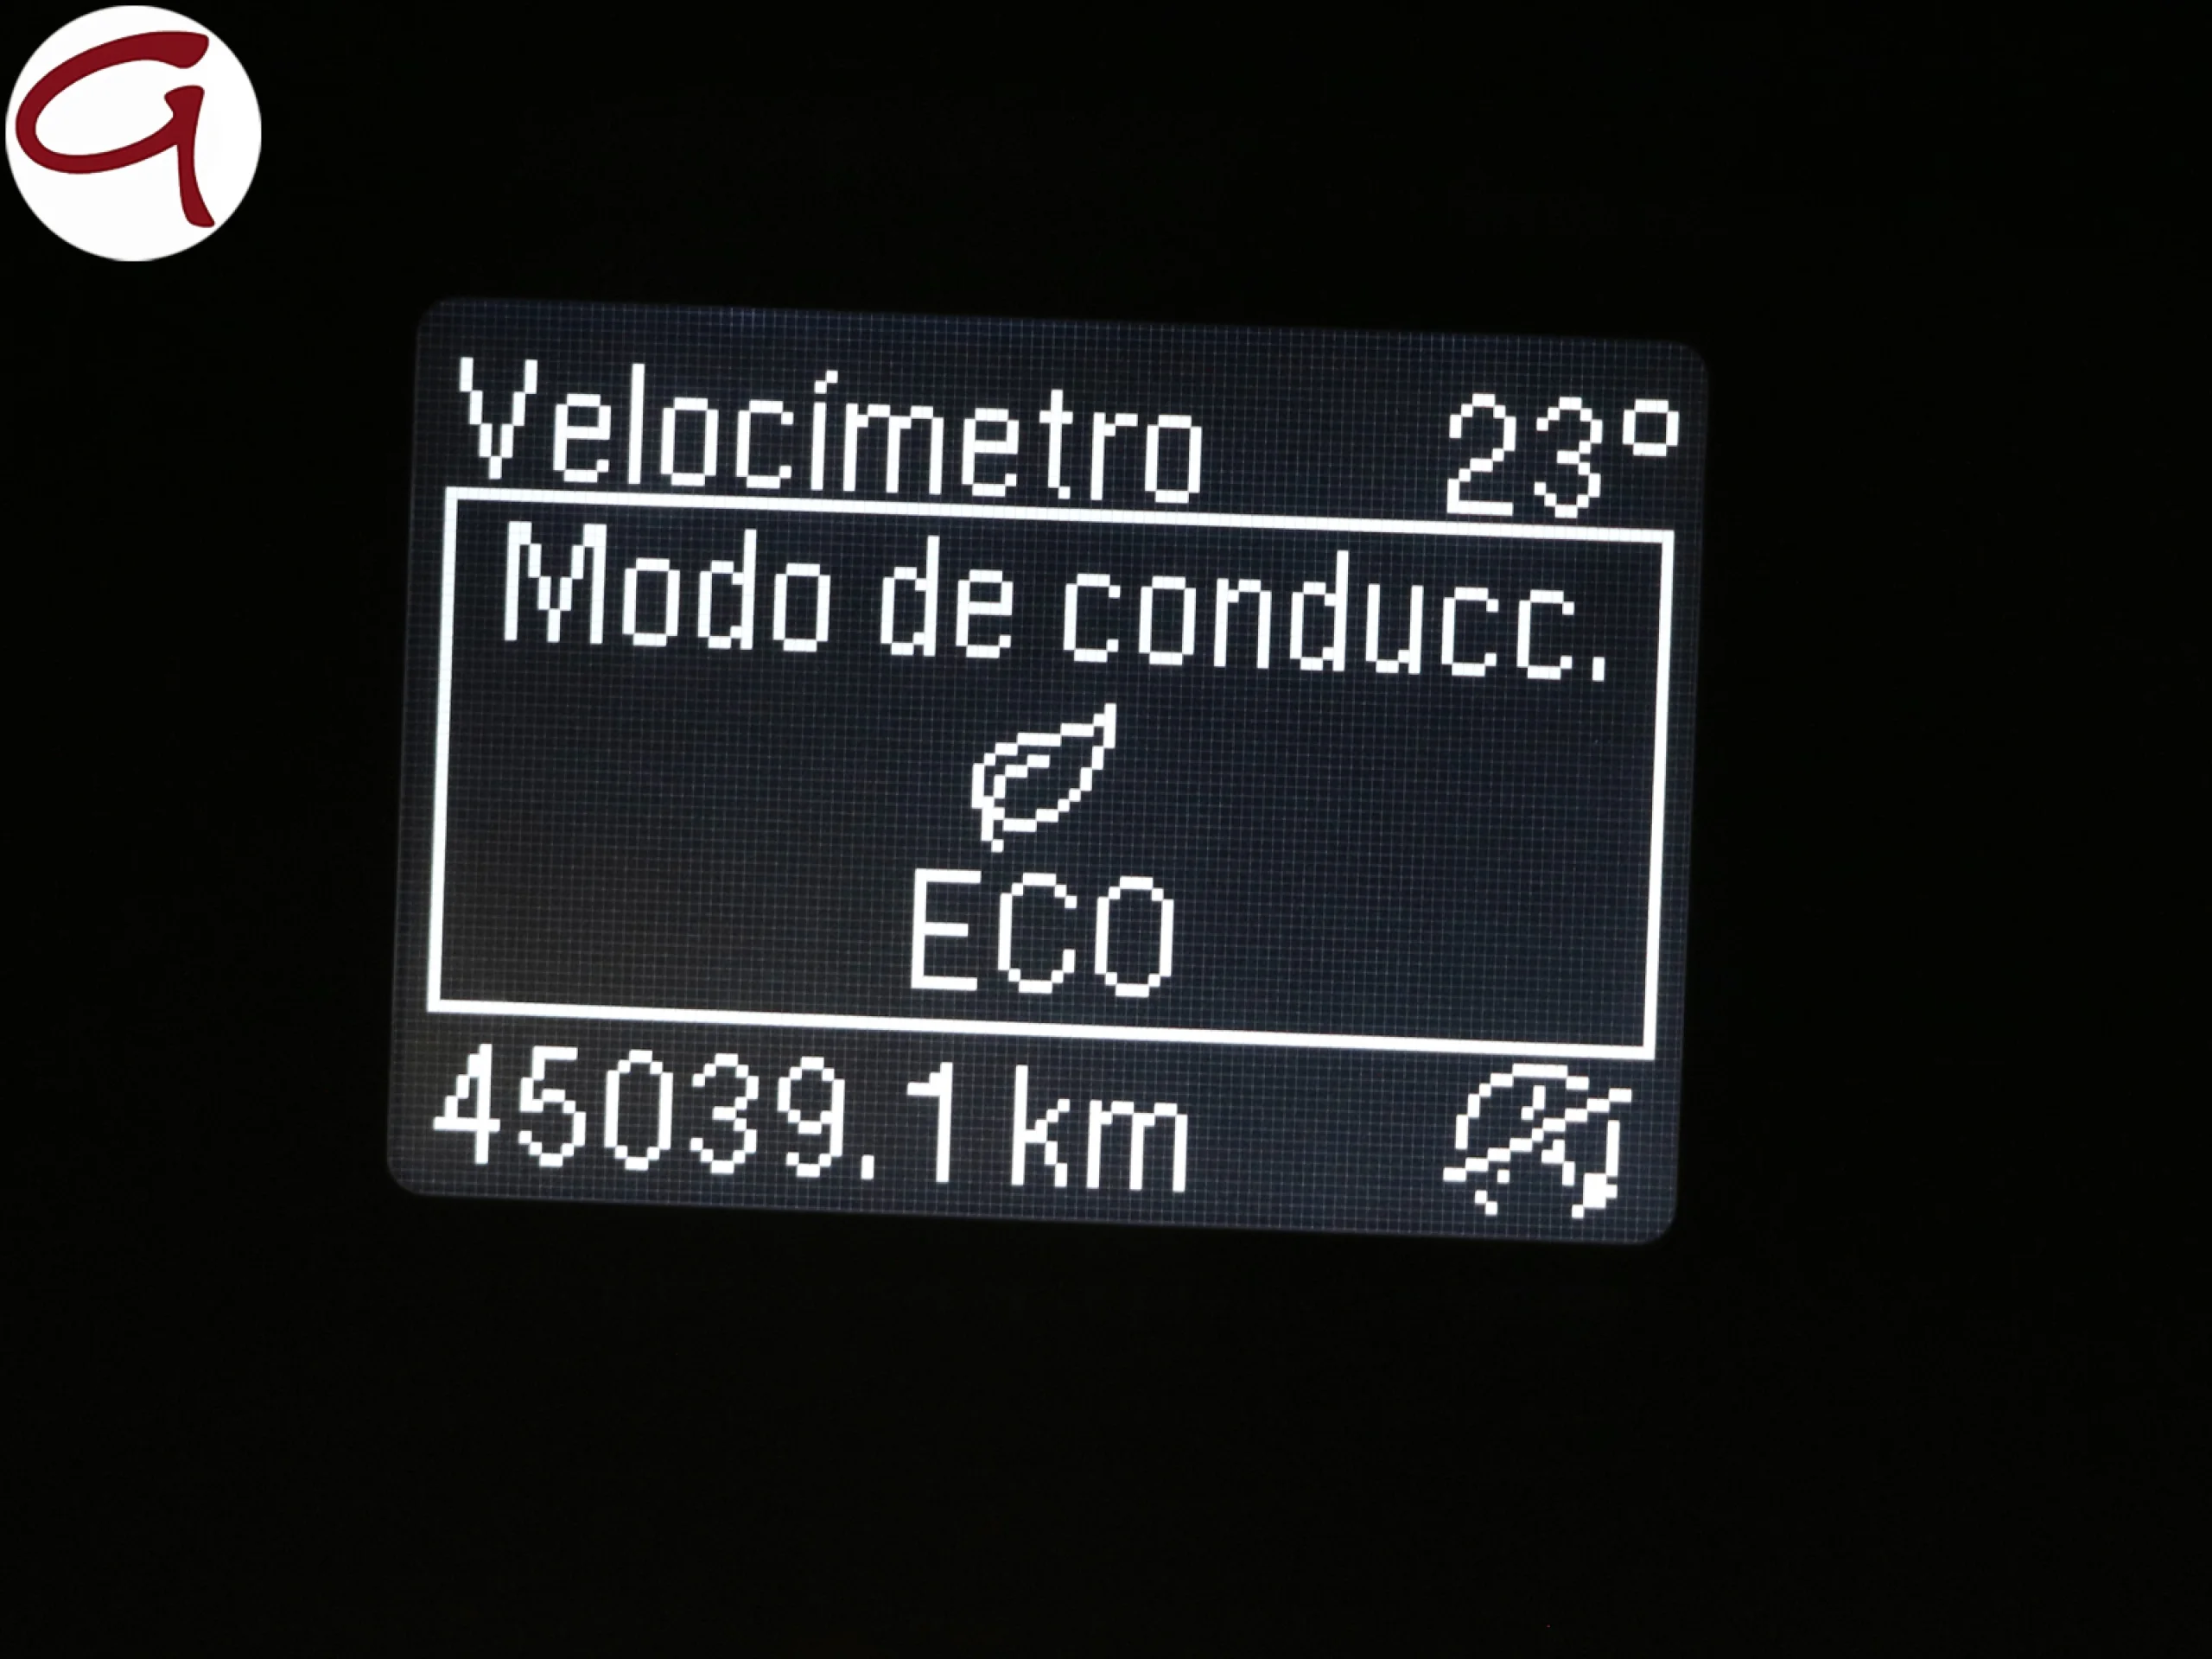 Velocímetro 23°
Modo de conducc.
ECO
45039.1 km